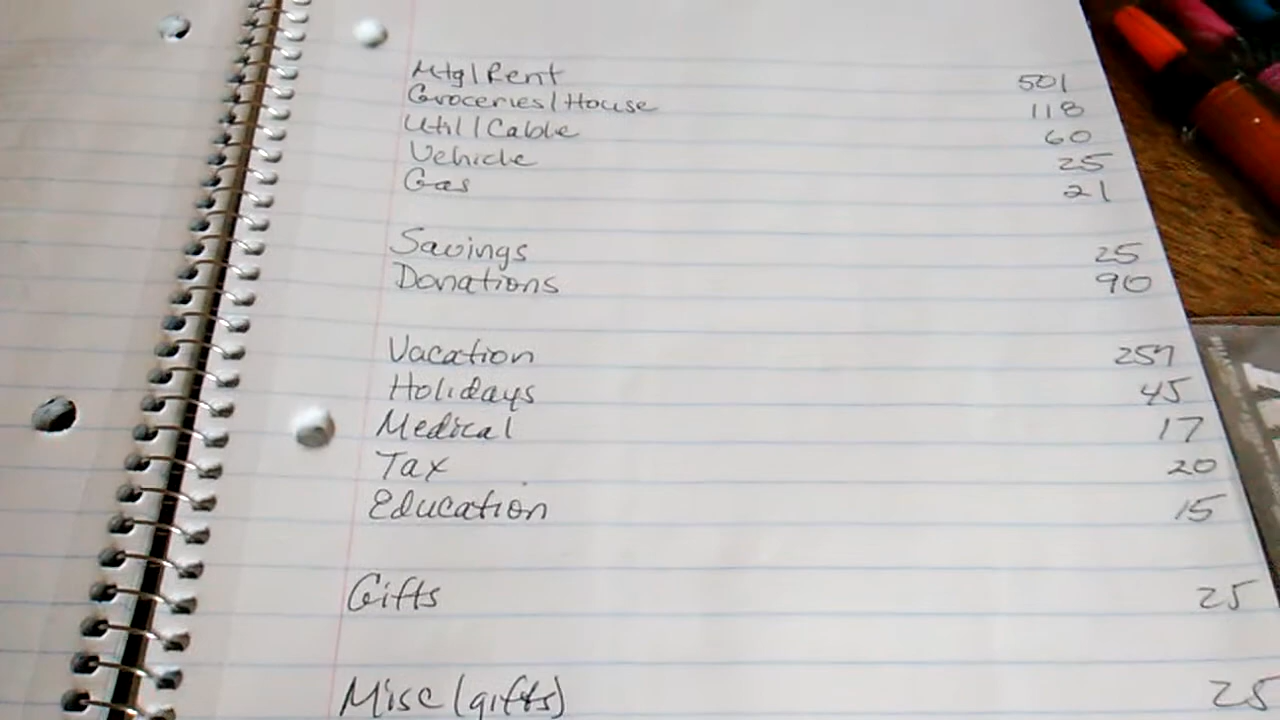 Mtg/Rent 501
Groceries/House 118
Util/Cable 60
Vehicle 25
Gas 21
Savings 25
Donations 90
Vacation 257
Holidays 45
Medical 17
Tax 20
Education 15
Gifts 25
Misc (gifts) 25